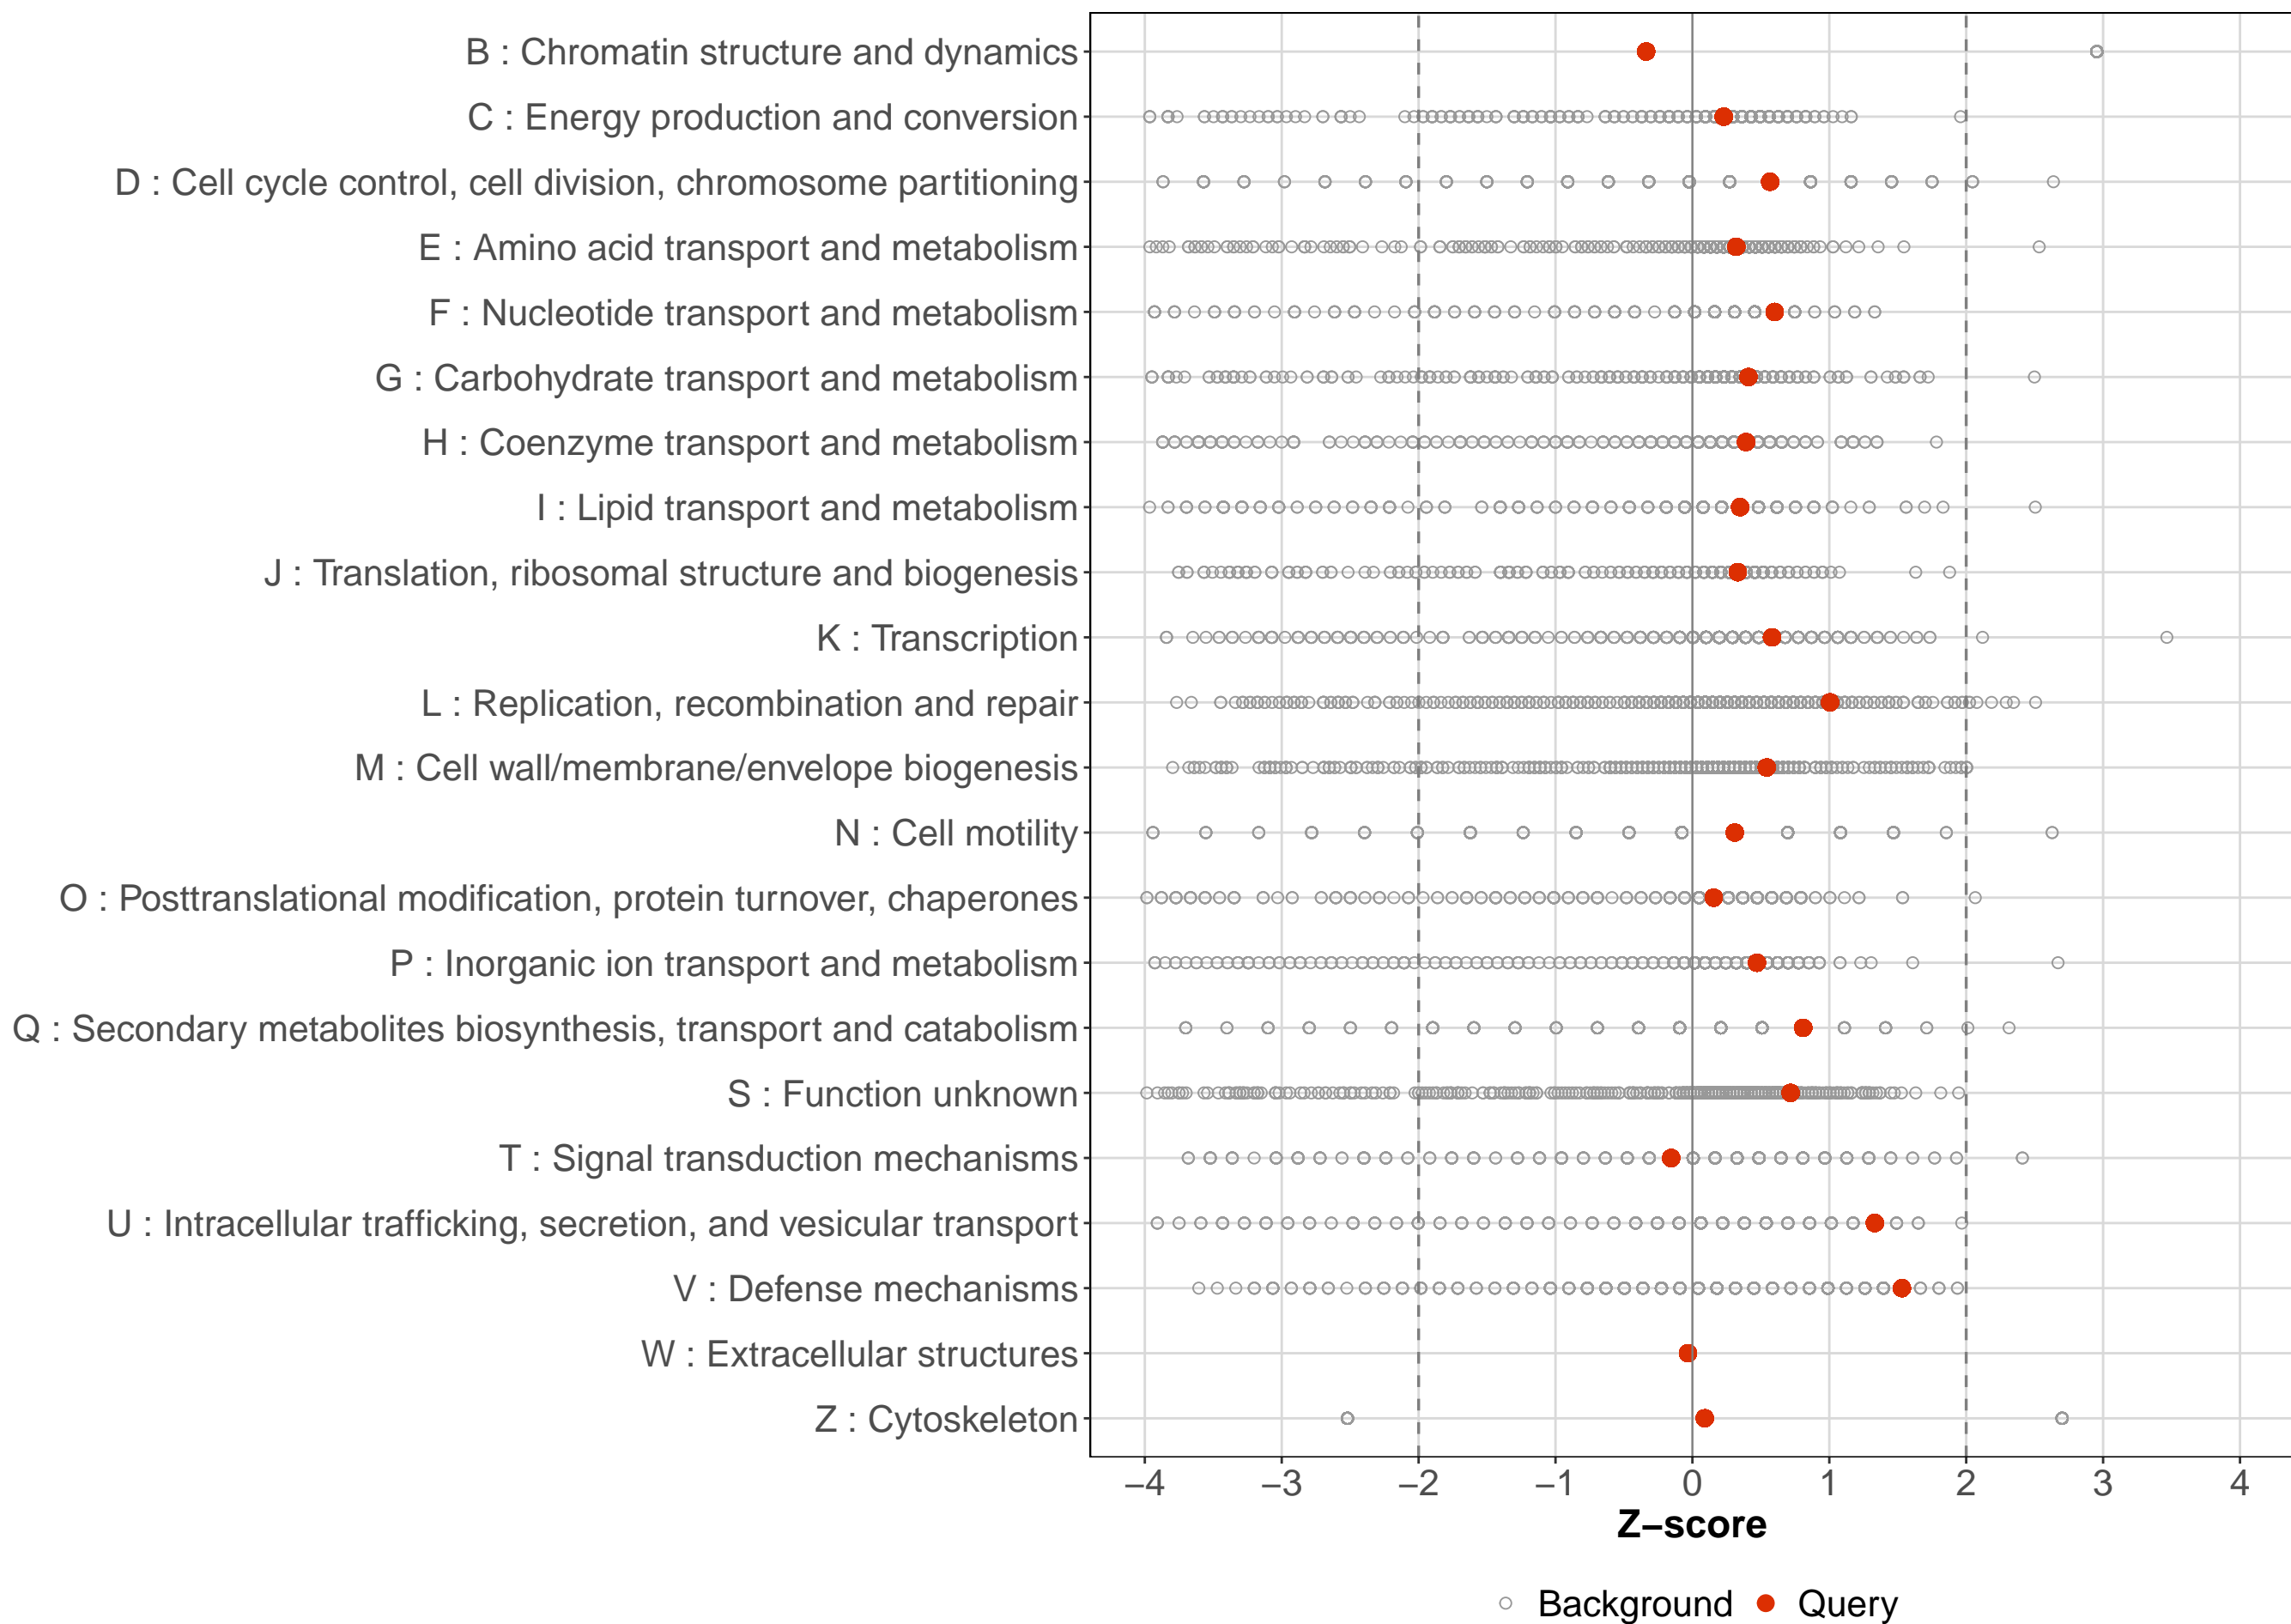 B : Chromatin structure and dynamics
C : Energy production and conversion
D : Cell cycle control, cell division, chromosome partitioning
E : Amino acid transport and metabolism
F : Nucleotide transport and metabolism
G : Carbohydrate transport and metabolism
H : Coenzyme transport and metabolism
I : Lipid transport and metabolism
J : Translation, ribosomal structure and biogenesis
K : Transcription
L : Replication, recombination and repair
M : Cell wall/membrane/envelope biogenesis
N : Cell motility
O : Posttranslational modification, protein turnover, chaperones
P : Inorganic ion transport and metabolism
Q : Secondary metabolites biosynthesis, transport and catabolism
S : Function unknown
T : Signal transduction mechanisms
U : Intracellular trafficking, secretion, and vesicular transport
V : Defense mechanisms
W : Extracellular structures
Z : Cytoskeleton
−4 −3 −2 −1 0 1 2 3 4
Z−score
Background Query